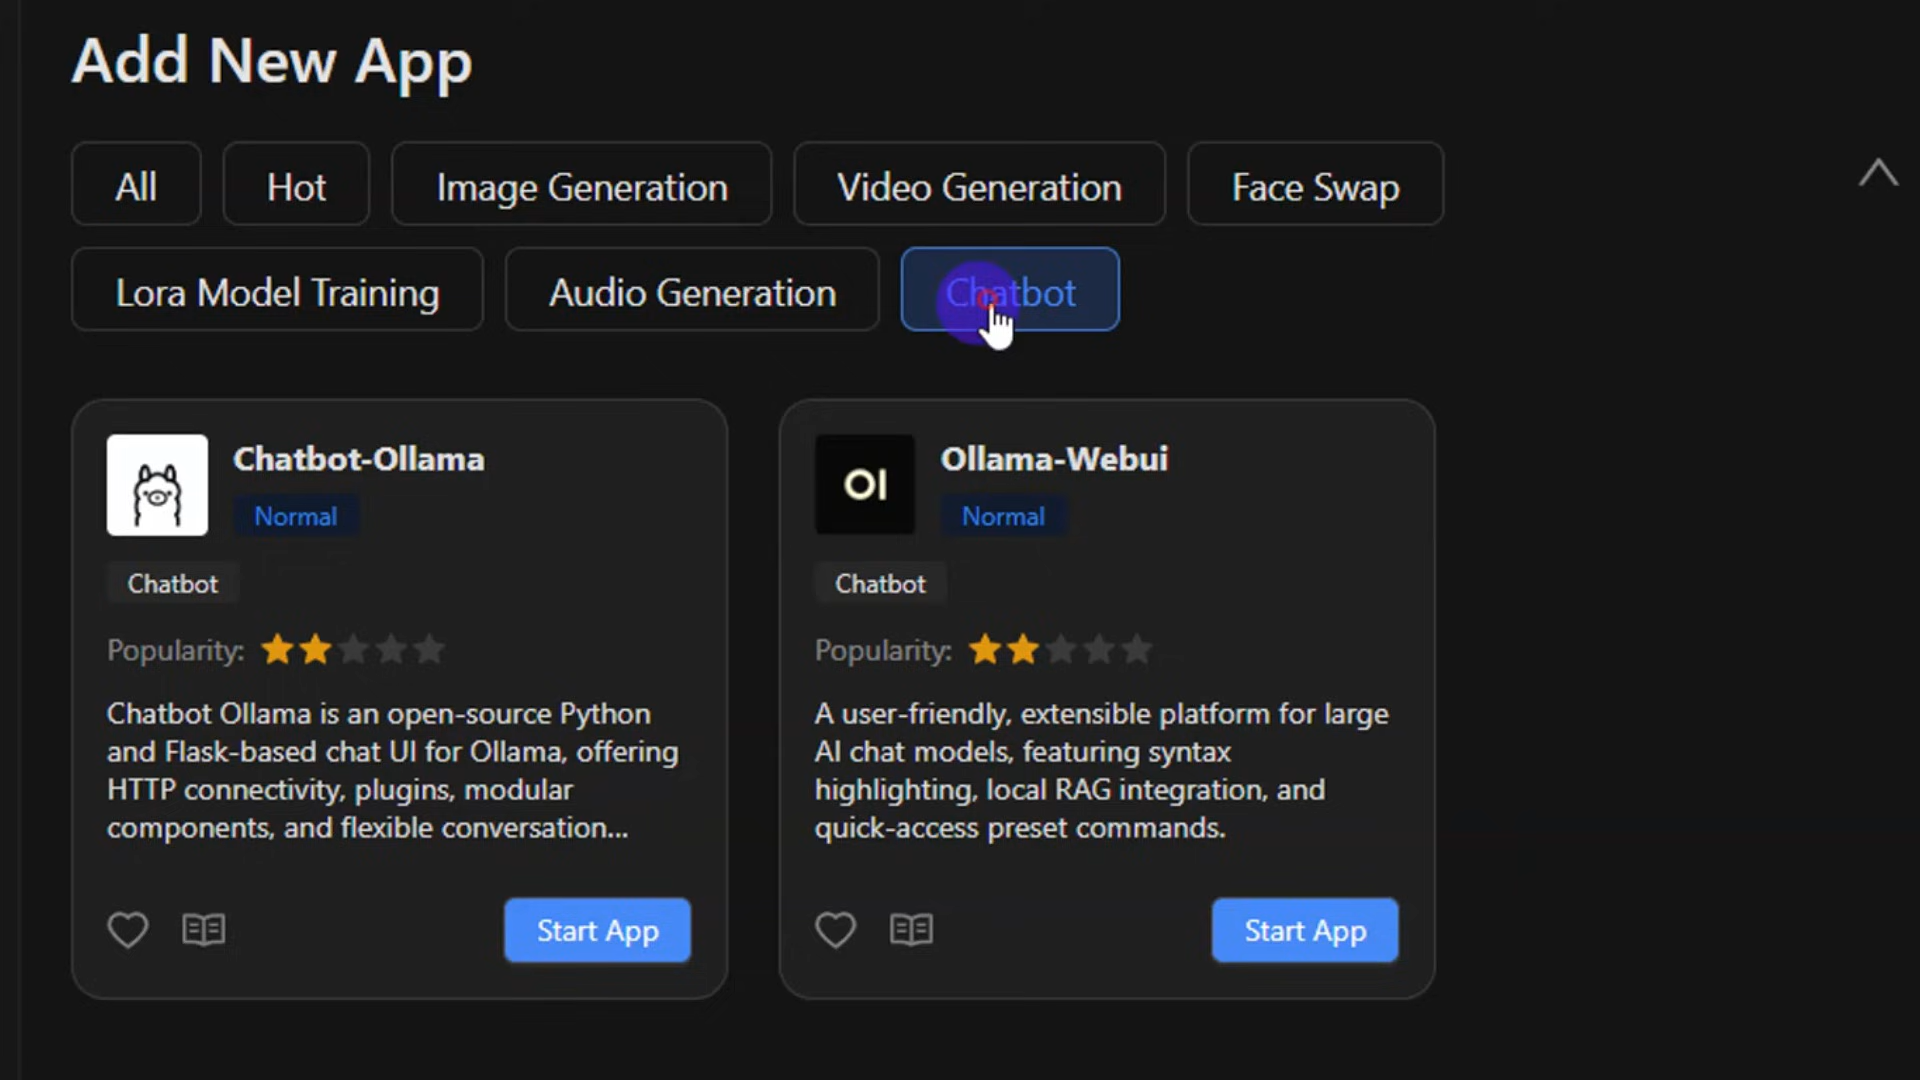 Add New App
All
Hot
Image Generation
Video Generation
Face Swap
Lora Model Training
Audio Generation
Chatbot
Chatbot-Ollama
Normal
Chatbot
Popularity:
Chatbot Ollama is an open-source Python
and Flask-based chat UI for Ollama, offering
HTTP connectivity, plugins, modular
components, and flexible conversation...
Start App
OI
Ollama-Webui
Normal
Chatbot
Popularity:
A user-friendly, extensible platform for large
AI chat models, featuring syntax
highlighting, local RAG integration, and
quick-access preset commands.
Start App